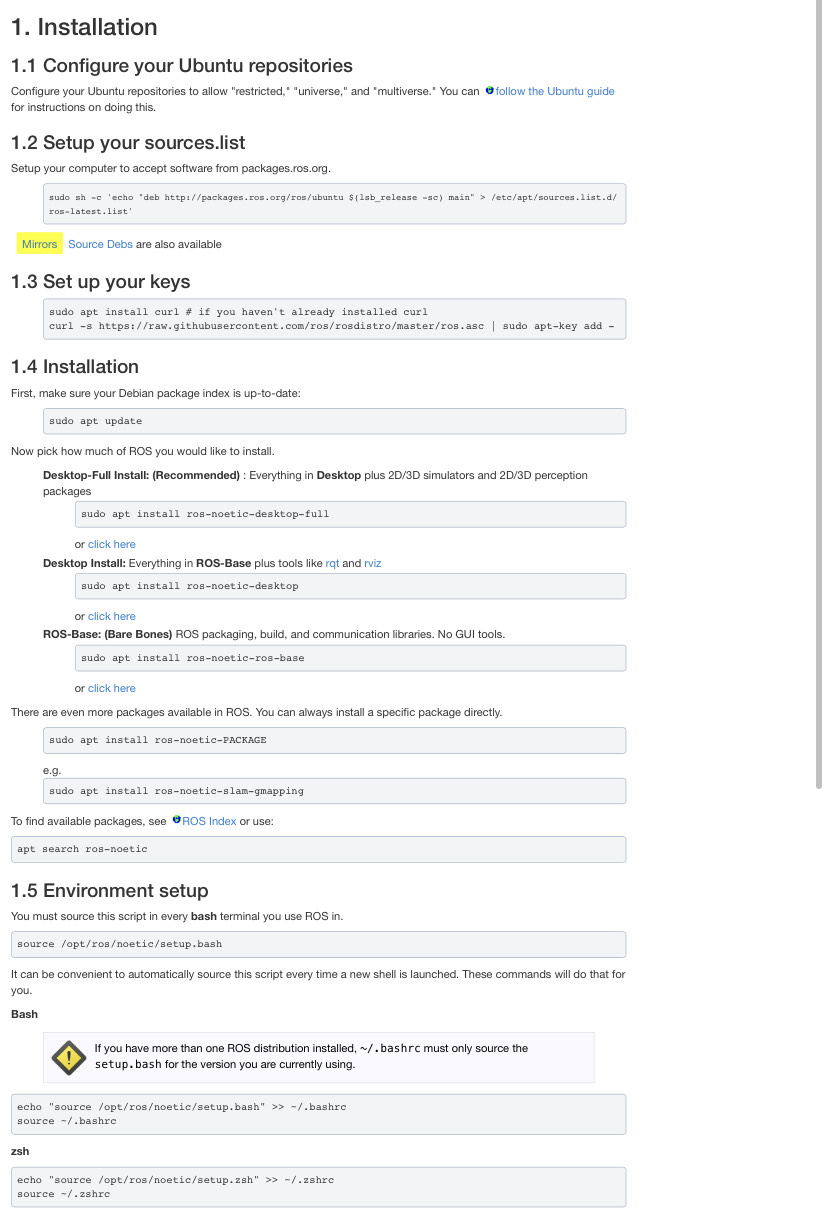 1. Installation
1.1 Configure your Ubuntu repositories
Configure your Ubuntu repositories to allow "restricted," "universe," and "multiverse." You can follow the Ubuntu guide
for instructions on doing this.
1.2 Setup your sources.list
Setup your computer to accept software from packages.ros.org.
sudo sh -c 'echo "deb http://packages.ros.org/ros/ubuntu $(lsb_release -sc) main" > /etc/apt/sources.list.d/
ros-latest.list'
Mirrors Source Debs are also available
1.3 Set up your keys
sudo apt install curl # if you haven't already installed curl
curl -s https://raw.githubusercontent.com/ros/rosdistro/master/ros.asc | sudo apt-key add -
1.4 Installation
First, make sure your Debian package index is up-to-date:
sudo apt update
Now pick how much of ROS you would like to install.
Desktop-Full Install: (Recommended) : Everything in Desktop plus 2D/3D simulators and 2D/3D perception
packages
sudo apt install ros-noetic-desktop-full
or click here
Desktop Install: Everything in ROS-Base plus tools like rqt and rviz
sudo apt install ros-noetic-desktop
or click here
ROS-Base: (Bare Bones) ROS packaging, build, and communication libraries. No GUI tools.
sudo apt install ros-noetic-ros-base
or click here
There are even more packages available in ROS. You can always install a specific package directly.
sudo apt install ros-noetic-PACKAGE
e.g.
sudo apt install ros-noetic-slam-gmapping
To find available packages, see ROS Index or use:
apt search ros-noetic
1.5 Environment setup
You must source this script in every bash terminal you use ROS in.
source /opt/ros/noetic/setup.bash
It can be convenient to automatically source this script every time a new shell is launched. These commands will do that for
you.
Bash
If you have more than one ROS distribution installed, ~/.bashrc must only source the
setup.bash for the version you are currently using.
echo "source /opt/ros/noetic/setup.bash" >> ~/.bashrc
source ~/.bashrc
zsh
echo "source /opt/ros/noetic/setup.zsh" >> ~/.zshrc
source ~/.zshrc